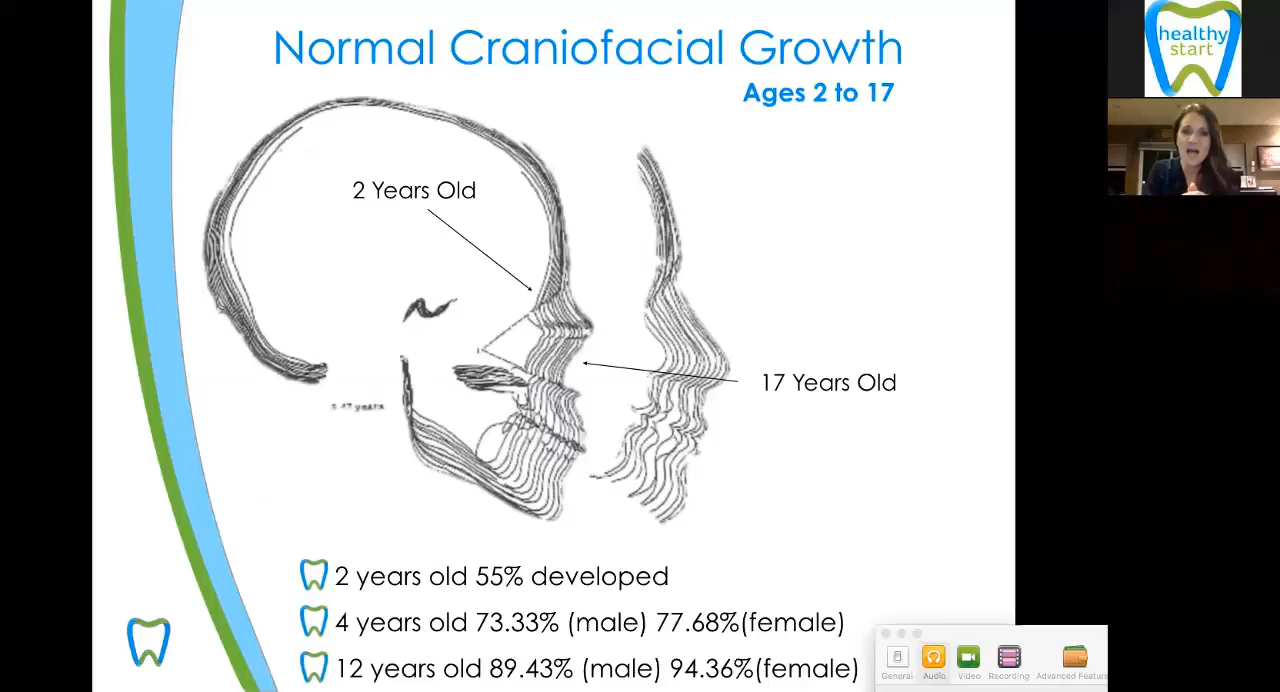 Normal Craniofacial Growth
Ages 2 to 17
healthy
start
2 Years Old
17 Years Old
years
2 years old 55% developed
4 years old 73.33% (male) 77.68%(female)
12 years old 89.43% (male) 94.36%(female)
General Audio Video Recording Advanced Featur